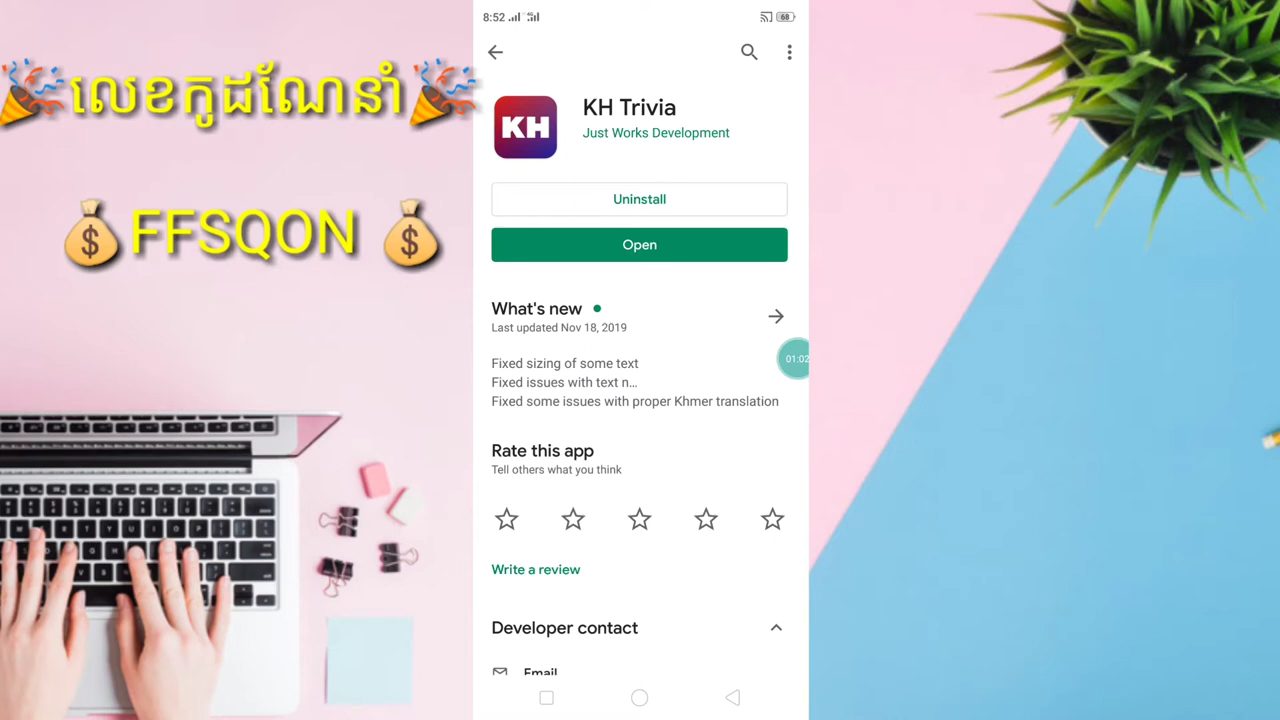 🎉លេខកូដណែនាំ🎉
💰FFSQON 💰
8:52
68
KH
KH Trivia
Just Works Development
Uninstall
Open
What's new
Last updated Nov 18, 2019
01:02
Fixed sizing of some text
Fixed issues with text n...
Fixed some issues with proper Khmer translation
Rate this app
Tell others what you think
Write a review
Developer contact
Email